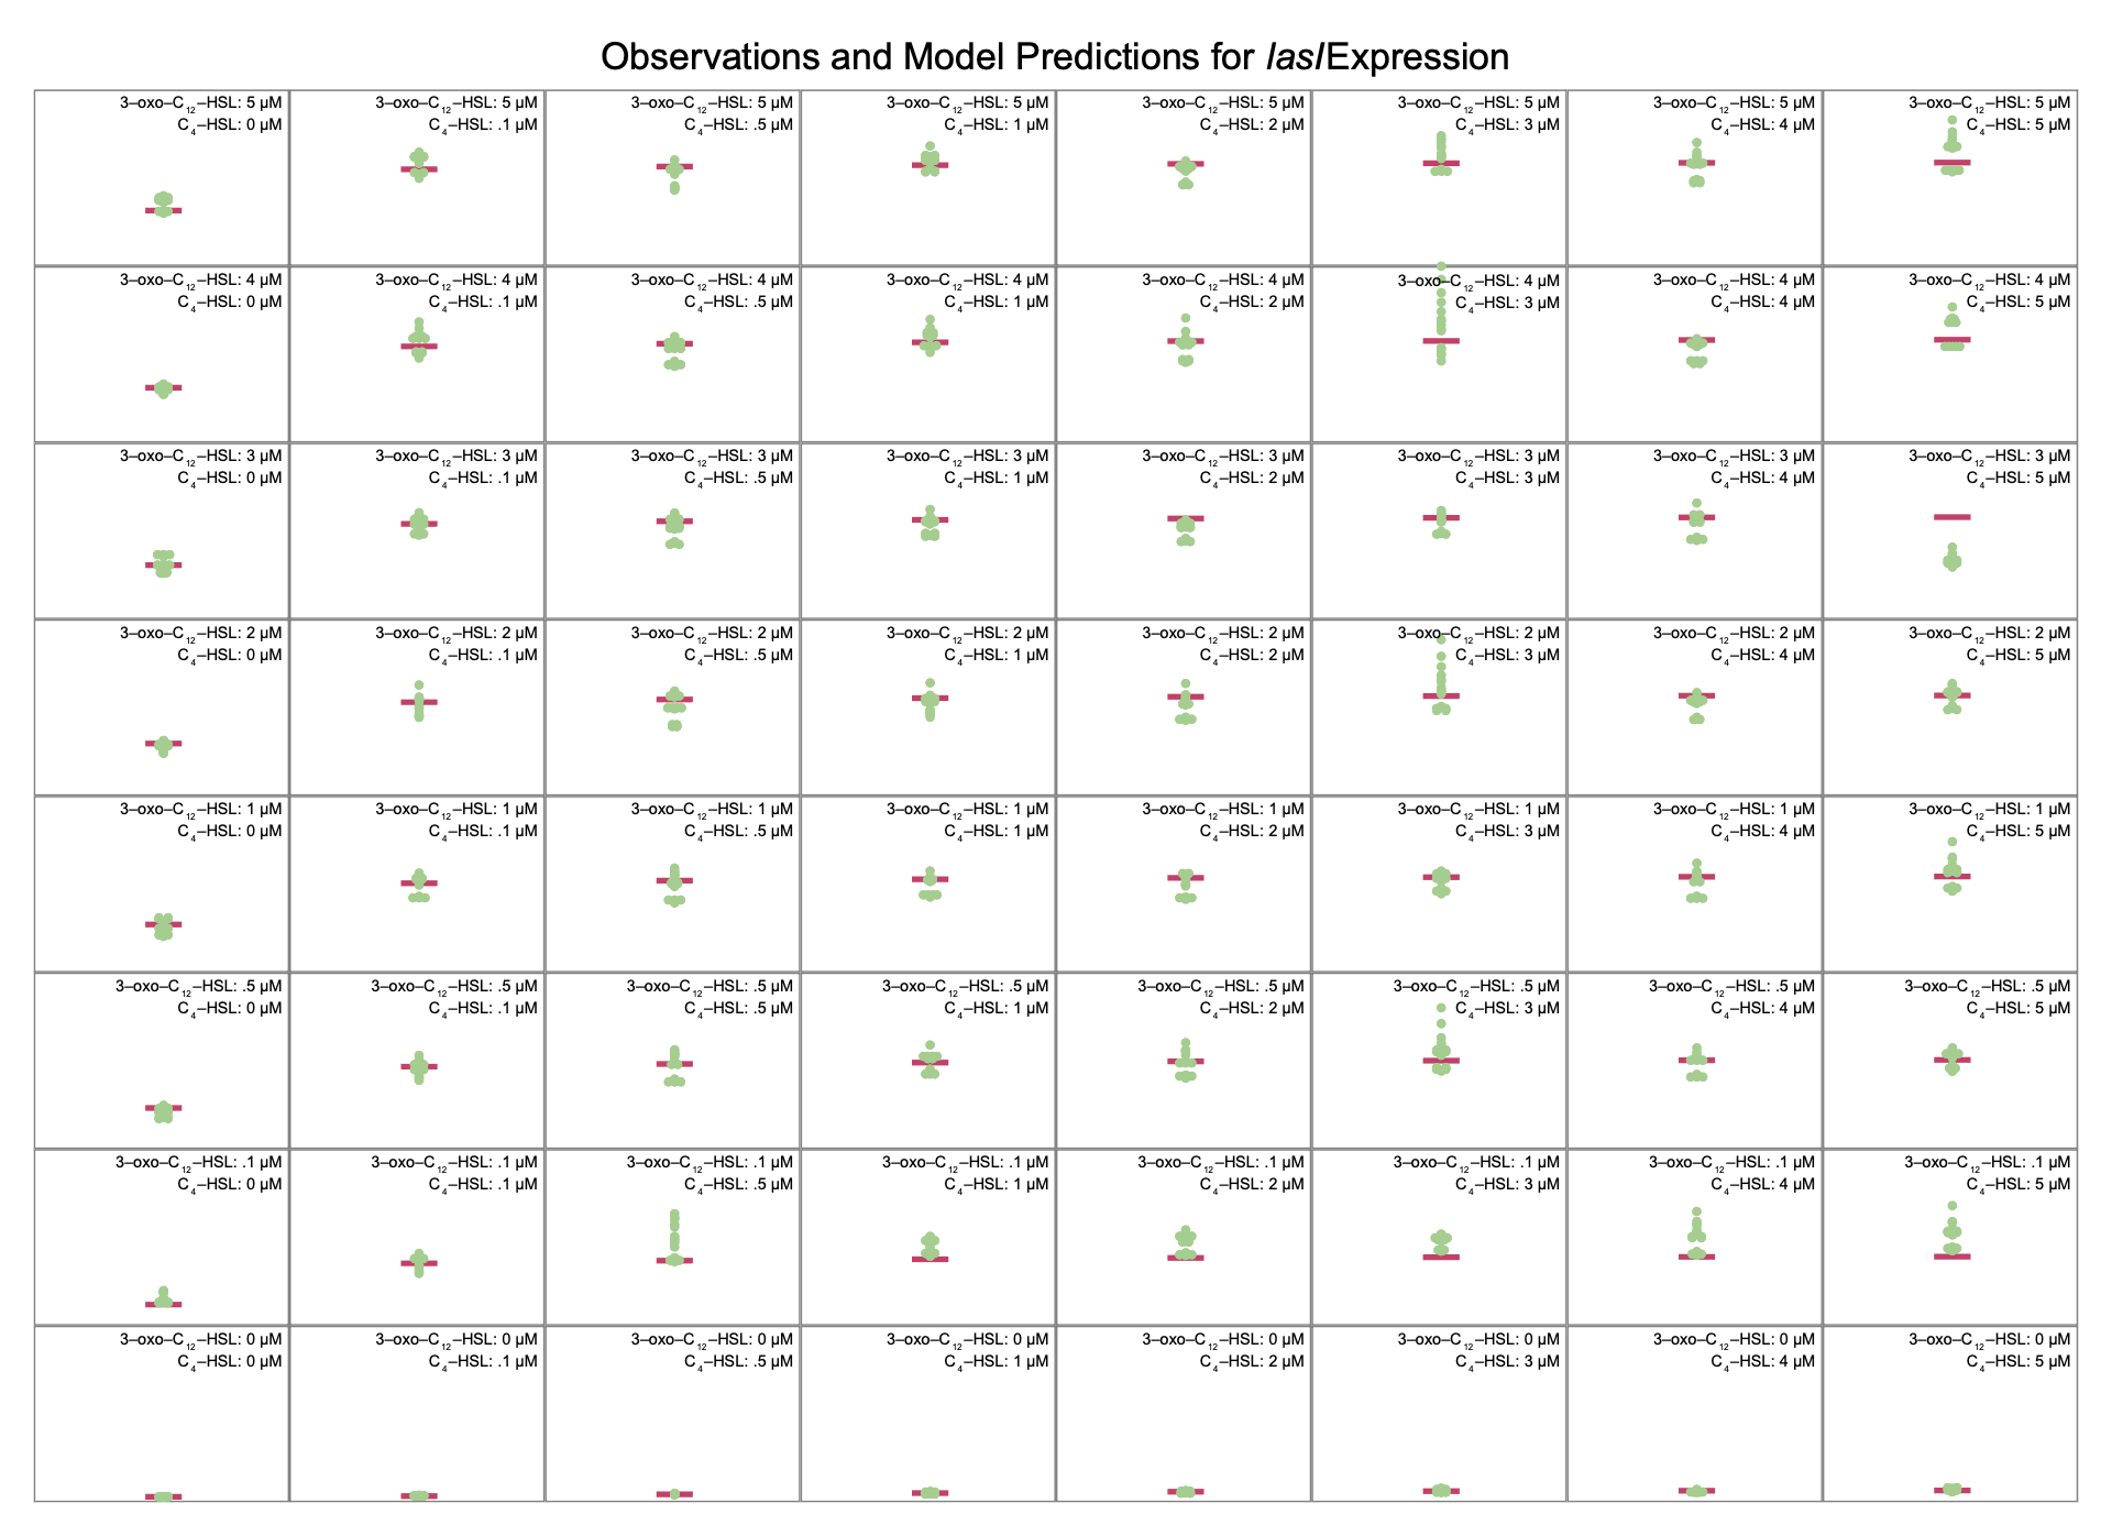 Observations and Model Predictions for lasI Expression
3–oxo–C12–HSL: 5 µM 3–oxo–C12–HSL: 5 µM 3–oxo–C12–HSL: 5 µM 3–oxo–C12–HSL: 5 µM 3–oxo–C12–HSL: 5 µM 3–oxo–C12–HSL: 5 µM 3–oxo–C12–HSL: 5 µM 3–oxo–C12–HSL: 5 µM
C4–HSL: 0 µM C4–HSL: .1 µM C4–HSL: .5 µM C4–HSL: 1 µM C4–HSL: 2 µM C4–HSL: 3 µM C4–HSL: 4 µM C4–HSL: 5 µM
3–oxo–C12–HSL: 4 µM 3–oxo–C12–HSL: 4 µM 3–oxo–C12–HSL: 4 µM 3–oxo–C12–HSL: 4 µM 3–oxo–C12–HSL: 4 µM 3–oxo–C12–HSL: 4 µM 3–oxo–C12–HSL: 4 µM 3–oxo–C12–HSL: 4 µM
C4–HSL: 0 µM C4–HSL: .1 µM C4–HSL: .5 µM C4–HSL: 1 µM C4–HSL: 2 µM C4–HSL: 3 µM C4–HSL: 4 µM C4–HSL: 5 µM
3–oxo–C12–HSL: 3 µM 3–oxo–C12–HSL: 3 µM 3–oxo–C12–HSL: 3 µM 3–oxo–C12–HSL: 3 µM 3–oxo–C12–HSL: 3 µM 3–oxo–C12–HSL: 3 µM 3–oxo–C12–HSL: 3 µM 3–oxo–C12–HSL: 3 µM
C4–HSL: 0 µM C4–HSL: .1 µM C4–HSL: .5 µM C4–HSL: 1 µM C4–HSL: 2 µM C4–HSL: 3 µM C4–HSL: 4 µM C4–HSL: 5 µM
3–oxo–C12–HSL: 2 µM 3–oxo–C12–HSL: 2 µM 3–oxo–C12–HSL: 2 µM 3–oxo–C12–HSL: 2 µM 3–oxo–C12–HSL: 2 µM 3–oxo–C12–HSL: 2 µM 3–oxo–C12–HSL: 2 µM 3–oxo–C12–HSL: 2 µM
C4–HSL: 0 µM C4–HSL: .1 µM C4–HSL: .5 µM C4–HSL: 1 µM C4–HSL: 2 µM C4–HSL: 3 µM C4–HSL: 4 µM C4–HSL: 5 µM
3–oxo–C12–HSL: 1 µM 3–oxo–C12–HSL: 1 µM 3–oxo–C12–HSL: 1 µM 3–oxo–C12–HSL: 1 µM 3–oxo–C12–HSL: 1 µM 3–oxo–C12–HSL: 1 µM 3–oxo–C12–HSL: 1 µM 3–oxo–C12–HSL: 1 µM
C4–HSL: 0 µM C4–HSL: .1 µM C4–HSL: .5 µM C4–HSL: 1 µM C4–HSL: 2 µM C4–HSL: 3 µM C4–HSL: 4 µM C4–HSL: 5 µM
3–oxo–C12–HSL: .5 µM 3–oxo–C12–HSL: .5 µM 3–oxo–C12–HSL: .5 µM 3–oxo–C12–HSL: .5 µM 3–oxo–C12–HSL: .5 µM 3–oxo–C12–HSL: .5 µM 3–oxo–C12–HSL: .5 µM 3–oxo–C12–HSL: .5 µM
C4–HSL: 0 µM C4–HSL: .1 µM C4–HSL: .5 µM C4–HSL: 1 µM C4–HSL: 2 µM C4–HSL: 3 µM C4–HSL: 4 µM C4–HSL: 5 µM
3–oxo–C12–HSL: .1 µM 3–oxo–C12–HSL: .1 µM 3–oxo–C12–HSL: .1 µM 3–oxo–C12–HSL: .1 µM 3–oxo–C12–HSL: .1 µM 3–oxo–C12–HSL: .1 µM 3–oxo–C12–HSL: .1 µM 3–oxo–C12–HSL: .1 µM
C4–HSL: 0 µM C4–HSL: .1 µM C4–HSL: .5 µM C4–HSL: 1 µM C4–HSL: 2 µM C4–HSL: 3 µM C4–HSL: 4 µM C4–HSL: 5 µM
3–oxo–C12–HSL: 0 µM 3–oxo–C12–HSL: 0 µM 3–oxo–C12–HSL: 0 µM 3–oxo–C12–HSL: 0 µM 3–oxo–C12–HSL: 0 µM 3–oxo–C12–HSL: 0 µM 3–oxo–C12–HSL: 0 µM 3–oxo–C12–HSL: 0 µM
C4–HSL: 0 µM C4–HSL: .1 µM C4–HSL: .5 µM C4–HSL: 1 µM C4–HSL: 2 µM C4–HSL: 3 µM C4–HSL: 4 µM C4–HSL: 5 µM